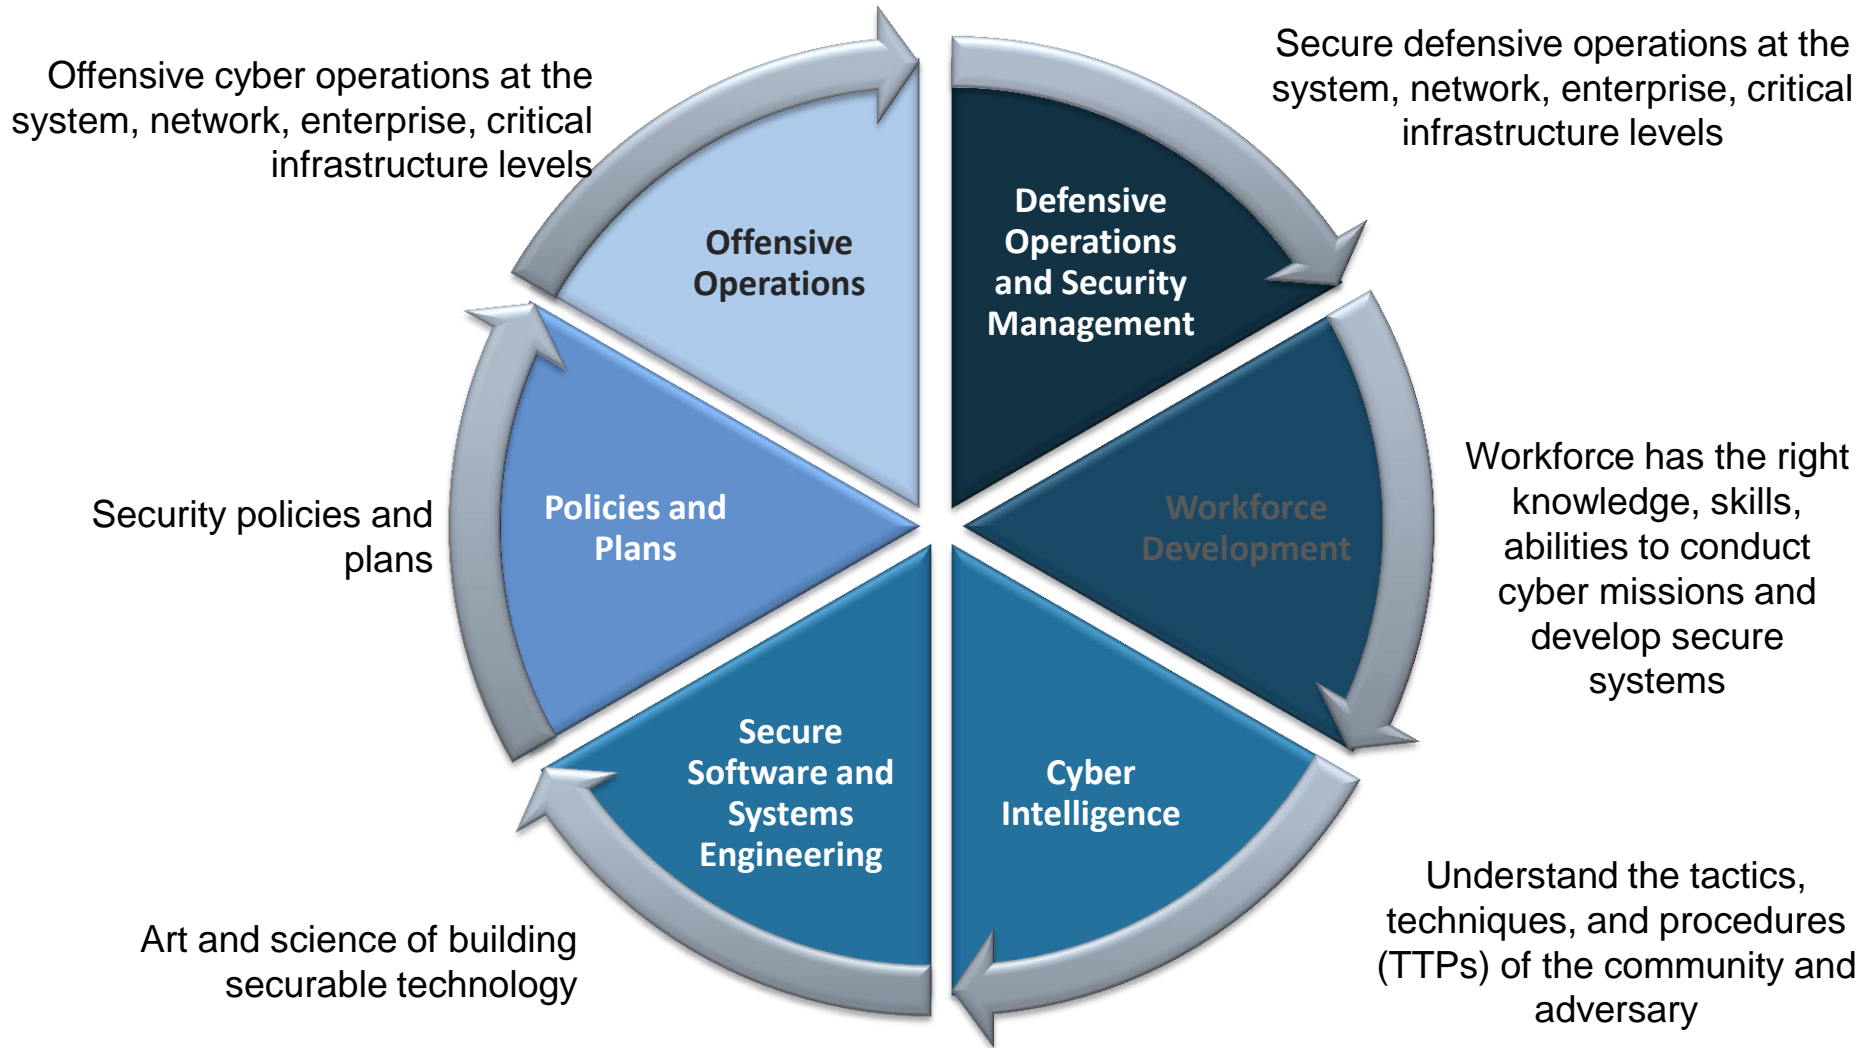 Offensive cyber operations at the
system, network, enterprise, critical
infrastructure levels
Secure defensive operations at the
system, network, enterprise, critical
infrastructure levels
Offensive
Operations
Defensive
Operations
and Security
Management
Security policies and
plans
Policies and
Plans
Workforce
Development
Workforce has the right
knowledge, skills,
abilities to conduct
cyber missions and
develop secure
systems
Secure
Software and
Systems
Engineering
Cyber
Intelligence
Art and science of building
securable technology
Understand the tactics,
techniques, and procedures
(TTPs) of the community and
adversary